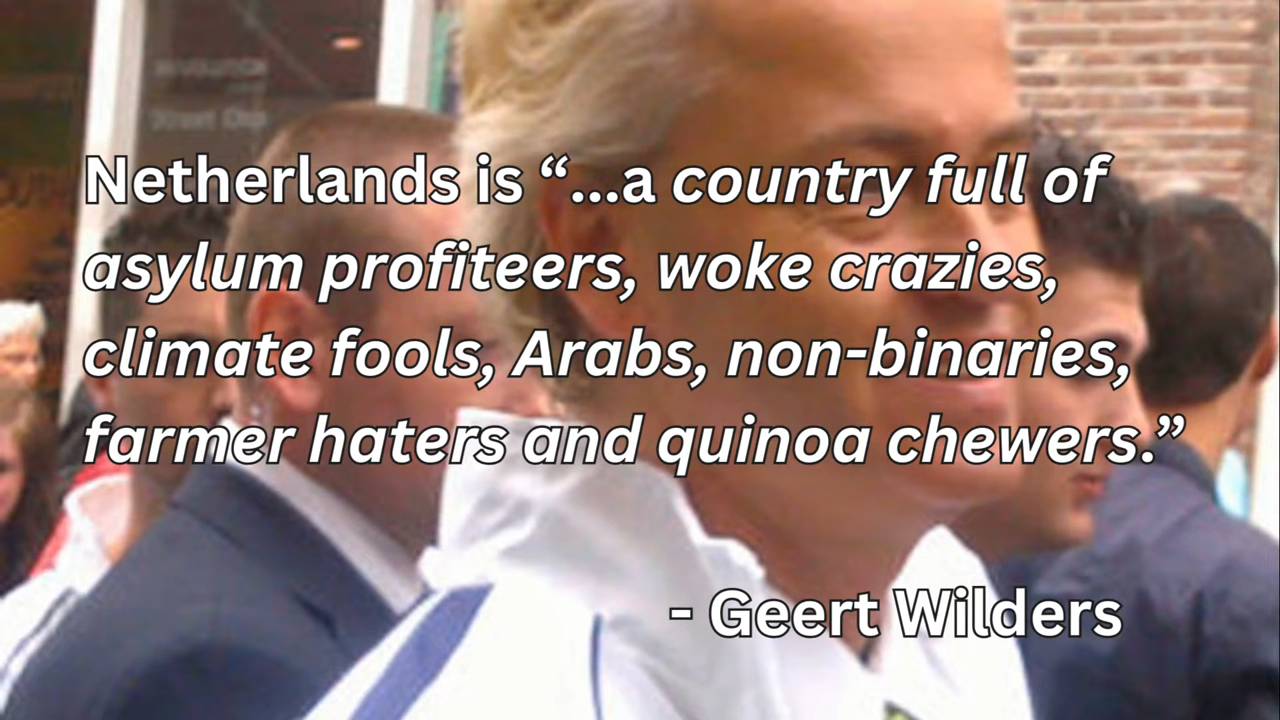 Netherlands is “...a country full of
asylum profiteers, woke crazies,
climate fools, Arabs, non-binaries,
farmer haters and quinoa chewers.”
- Geert Wilders